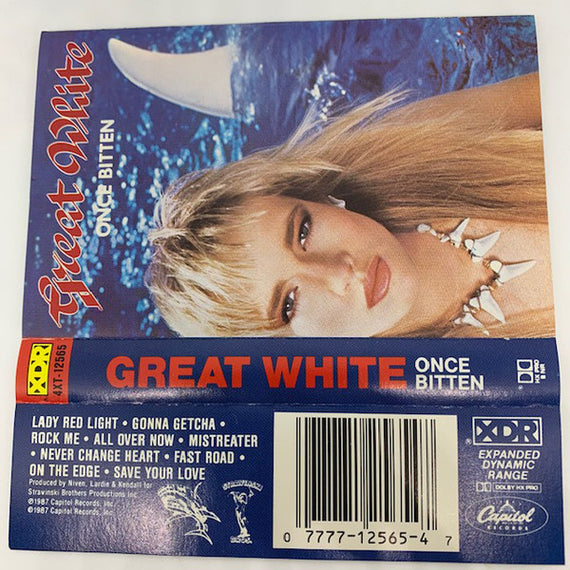 Great White
ONCE BITTEN
XDR
4XT-12565
GREAT WHITE
ONCE
BITTEN
HX PRO
B NR
LADY RED LIGHT • GONNA GETCHA •
ROCK ME • ALL OVER NOW • MISTREATER
• NEVER CHANGE HEART • FAST ROAD •
ON THE EDGE • SAVE YOUR LOVE
Produced by Niven, Lardie & Kendall for
Stravinski Brothers Productions Inc.
℗1987 Capitol Records, Inc.
©1987 Capitol Records, Inc.
0 7777-12565-4 7
XDR
®
EXPANDED
DYNAMIC
RANGE
DOLBY HX PRO
Capitol
RECORDS